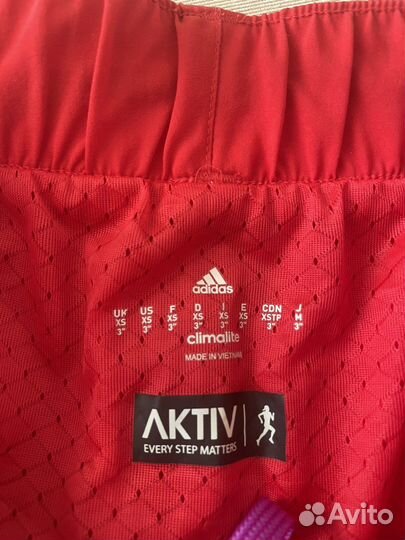 adidas
UK US F D I E CDN J
XS XS XS XS XS XS XSTP M
3" 3" 3" 3" 3" 3" 3" 3"
climalite
MADE IN VIETNAM
AKTIV
EVERY STEP MATTERS
Avito